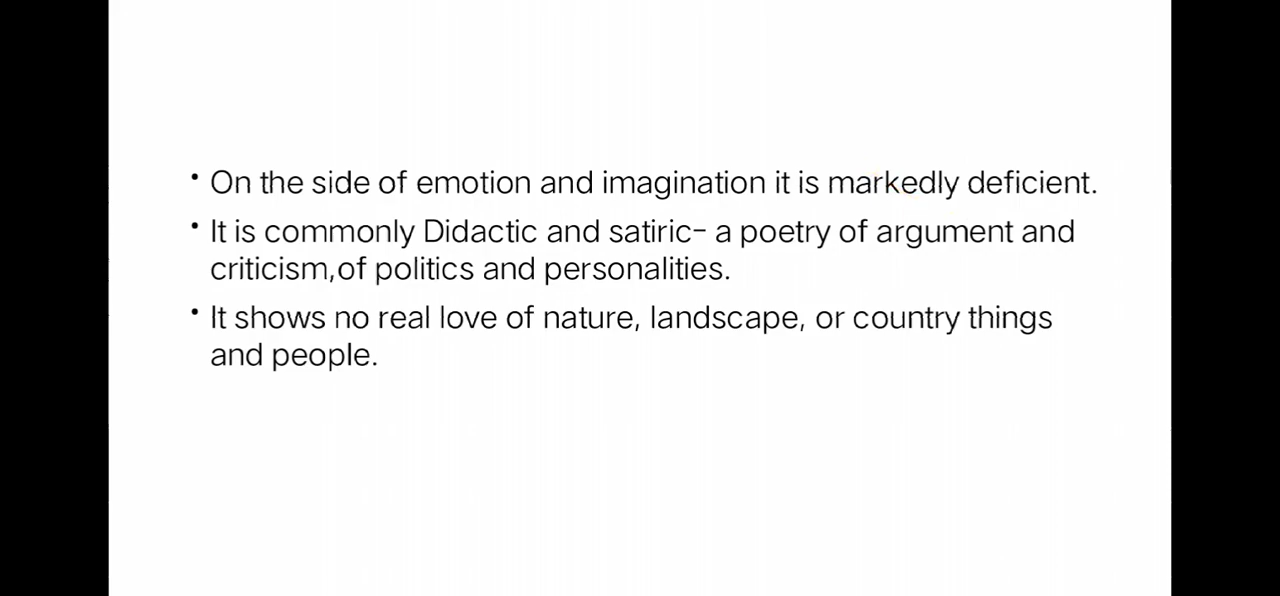 • On the side of emotion and imagination it is markedly deficient.
• It is commonly Didactic and satiric– a poetry of argument and
criticism,of politics and personalities.
• It shows no real love of nature, landscape, or country things
and people.